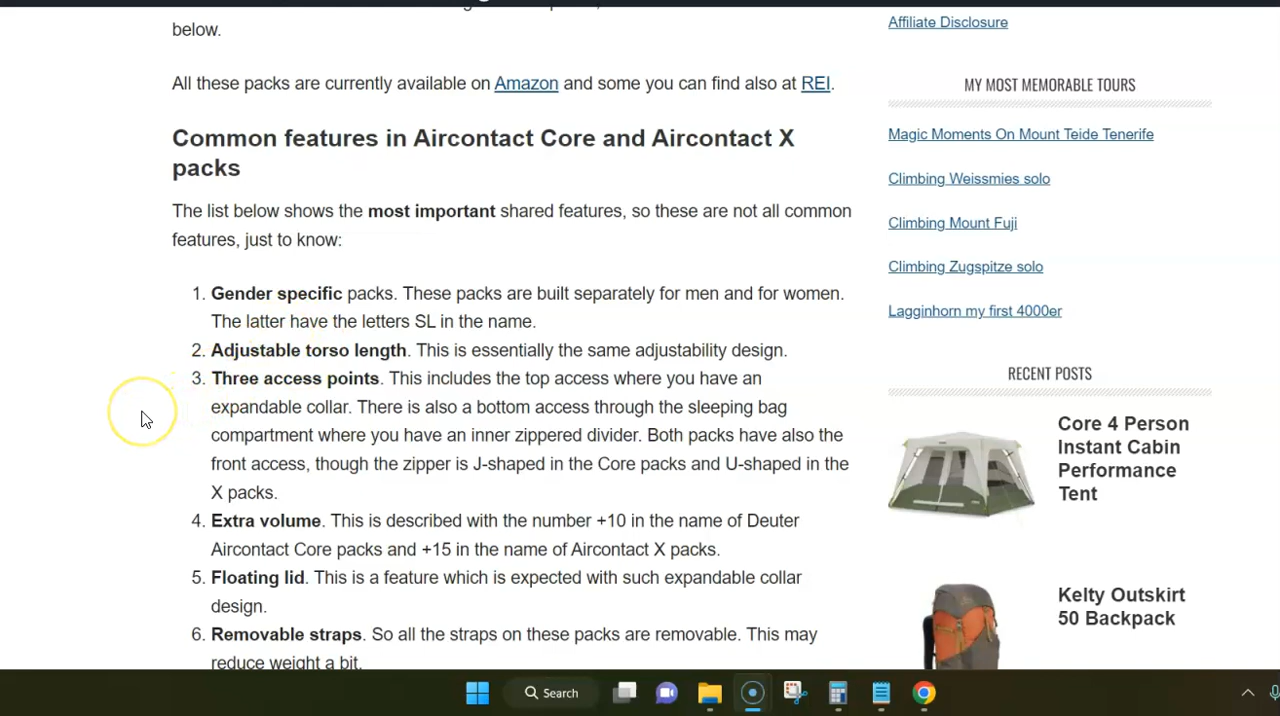 below.
All these packs are currently available on Amazon and some you can find also at REI.
Common features in Aircontact Core and Aircontact X
packs
The list below shows the most important shared features, so these are not all common
features, just to know:
1. Gender specific packs. These packs are built separately for men and for women.
The latter have the letters SL in the name.
2. Adjustable torso length. This is essentially the same adjustability design.
3. Three access points. This includes the top access where you have an
expandable collar. There is also a bottom access through the sleeping bag
compartment where you have an inner zippered divider. Both packs have also the
front access, though the zipper is J-shaped in the Core packs and U-shaped in the
X packs.
4. Extra volume. This is described with the number +10 in the name of Deuter
Aircontact Core packs and +15 in the name of Aircontact X packs.
5. Floating lid. This is a feature which is expected with such expandable collar
design.
6. Removable straps. So all the straps on these packs are removable. This may
reduce weight a bit.
Affiliate Disclosure
MY MOST MEMORABLE TOURS
Magic Moments On Mount Teide Tenerife
Climbing Weissmies solo
Climbing Mount Fuji
Climbing Zugspitze solo
Lagginhorn my first 4000er
RECENT POSTS
Core 4 Person
Instant Cabin
Performance
Tent
Kelty Outskirt
50 Backpack
Search